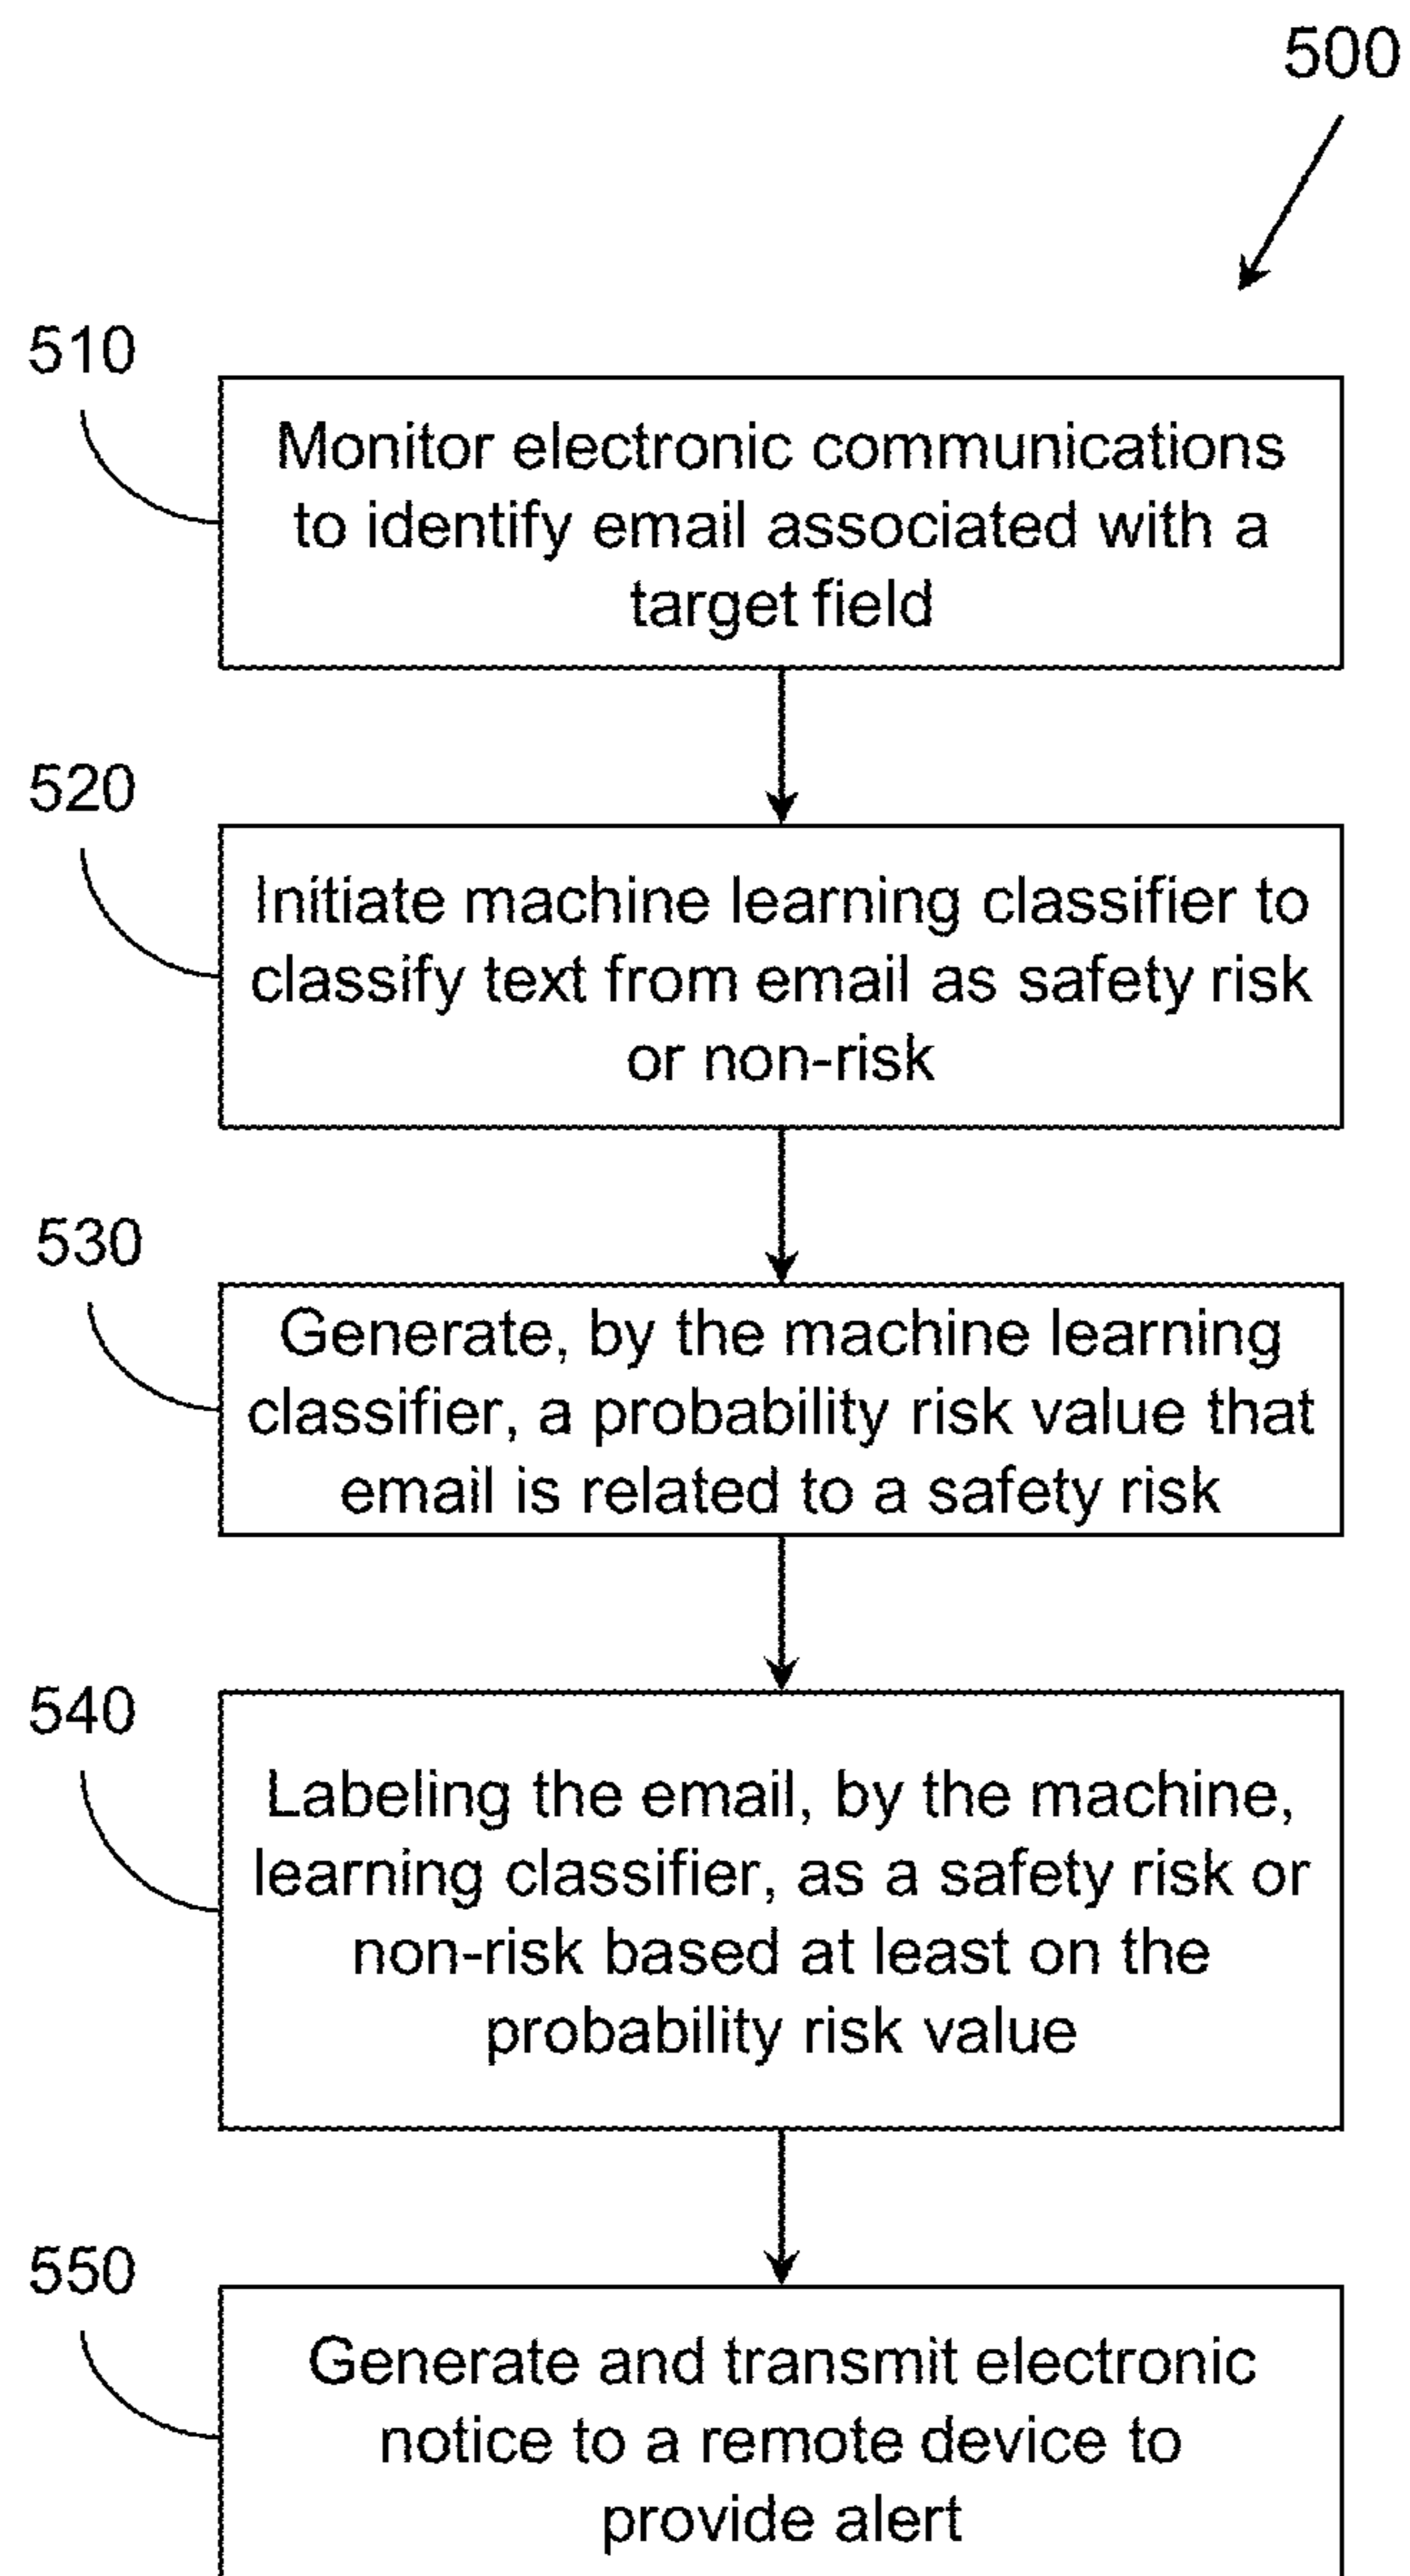 500
510
Monitor electronic communications
to identify email associated with a
target field
520
Initiate machine learning classifier to
classify text from email as safety risk
or non-risk
530
Generate, by the machine learning
classifier, a probability risk value that
email is related to a safety risk
540
Labeling the email, by the machine,
learning classifier, as a safety risk or
non-risk based at least on the
probability risk value
550
Generate and transmit electronic
notice to a remote device to
provide alert